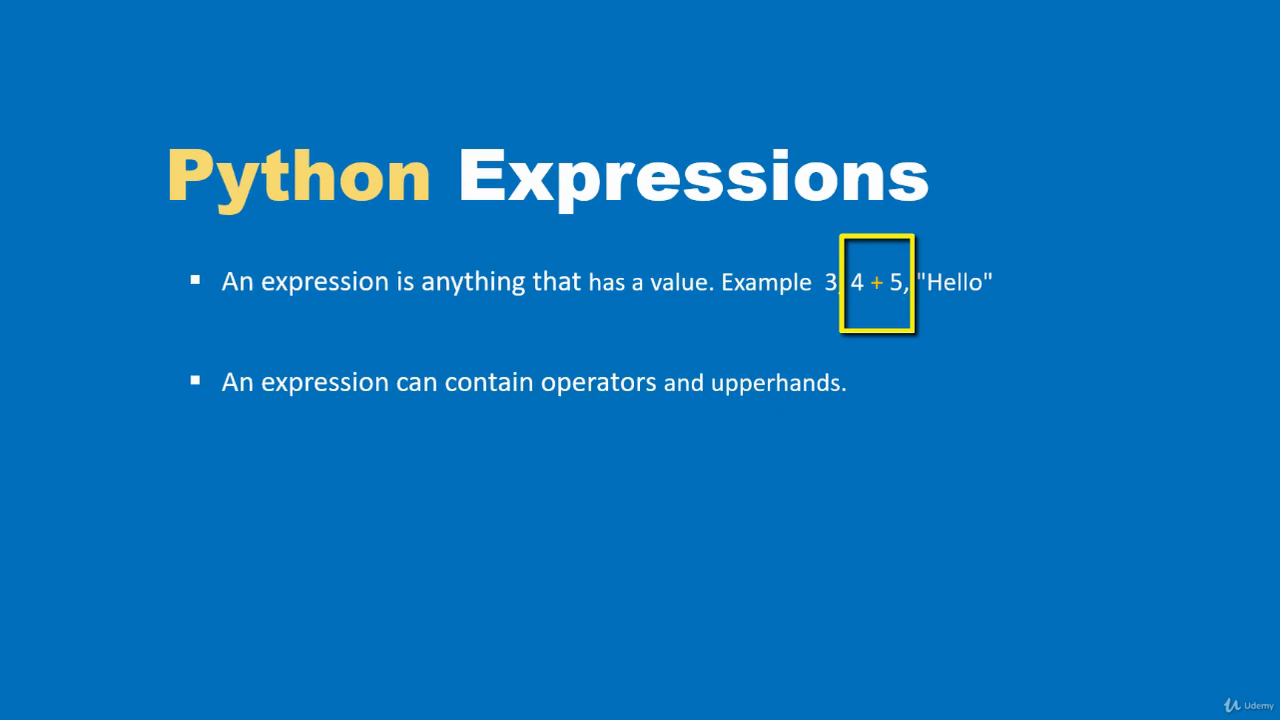 Python Expressions
▪ An expression is anything that has a value. Example 3, 4 + 5, "Hello"
▪ An expression can contain operators and upperhands.
Udemy